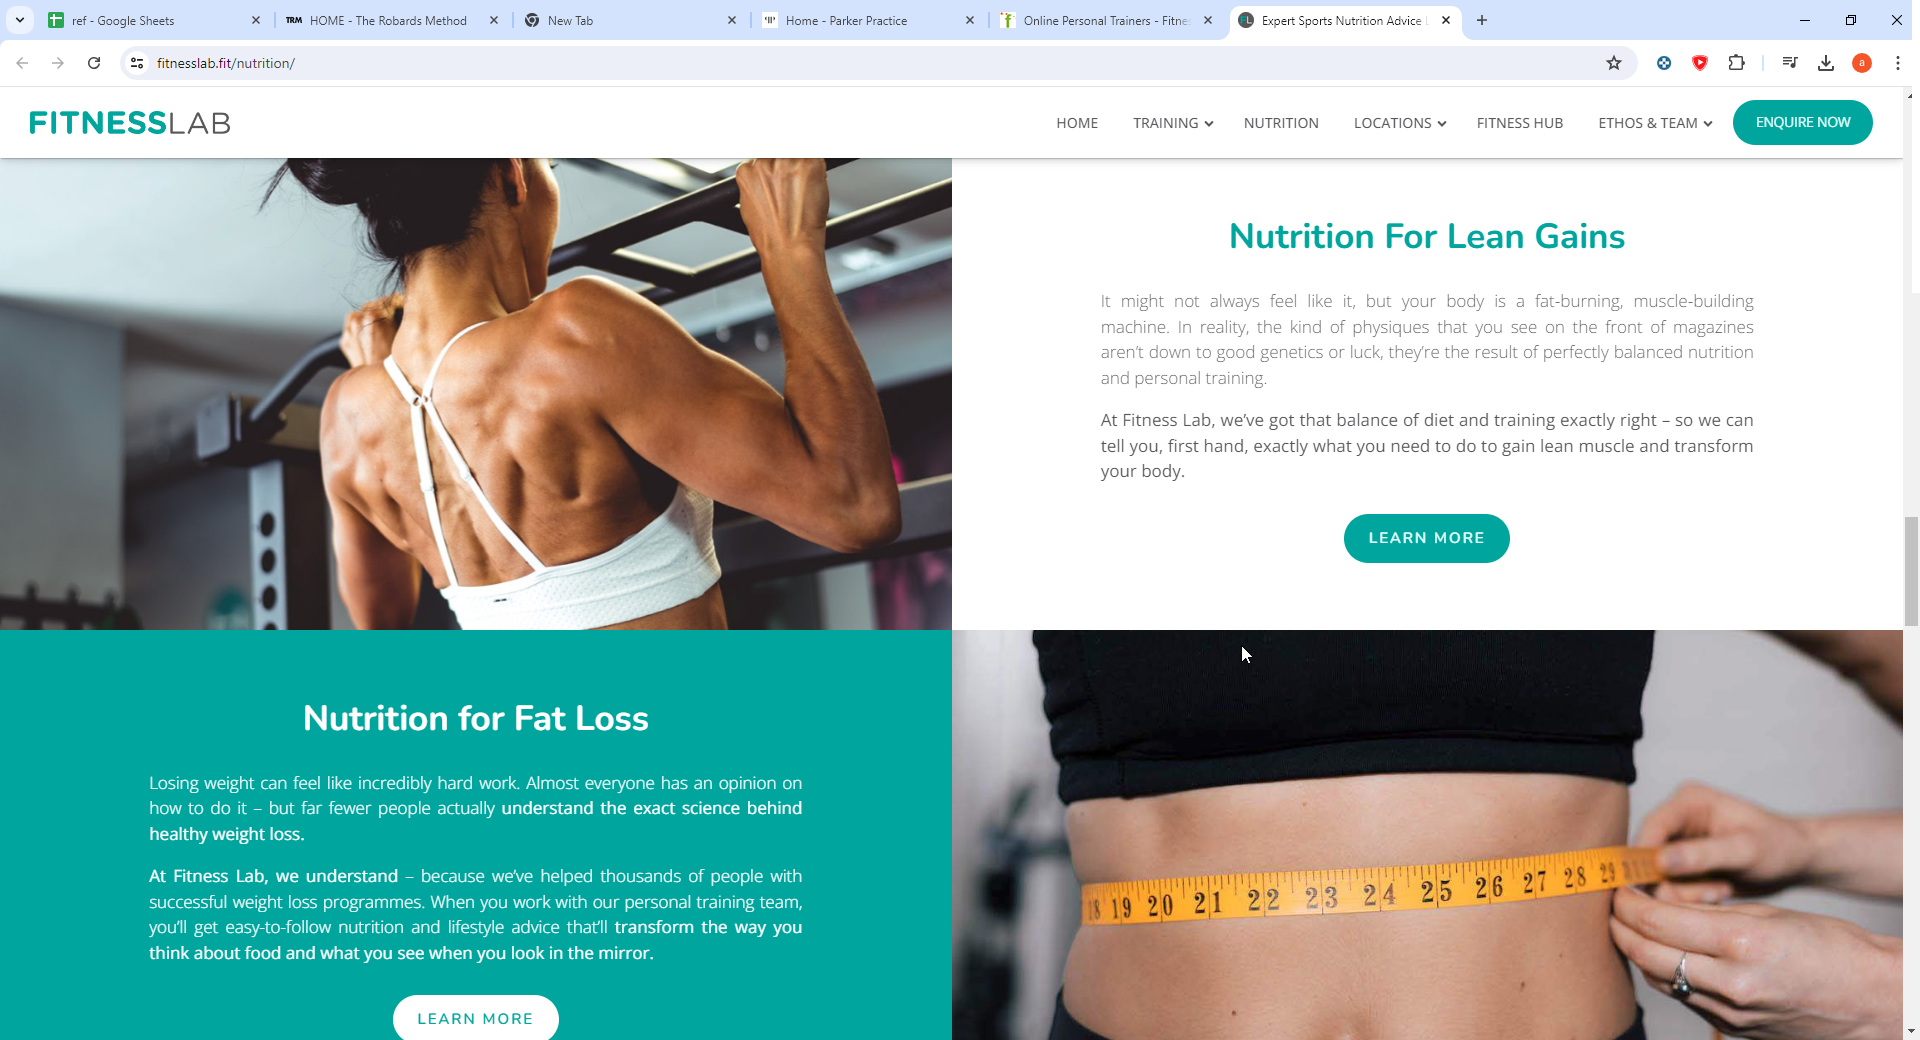 ref - Google Sheets
TRM HOME - The Robards Method
New Tab
Home - Parker Practice
Online Personal Trainers - Fitne
Expert Sports Nutrition Advice
fitnesslab.fit/nutrition/
a
FITNESSLAB
HOME
TRAINING
NUTRITION
LOCATIONS
FITNESS HUB
ETHOS & TEAM
ENQUIRE NOW
Nutrition For Lean Gains
It might not always feel like it, but your body is a fat-burning, muscle-building
machine. In reality, the kind of physiques that you see on the front of magazines
aren’t down to good genetics or luck, they’re the result of perfectly balanced nutrition
and personal training.
At Fitness Lab, we’ve got that balance of diet and training exactly right – so we can
tell you, first hand, exactly what you need to do to gain lean muscle and transform
your body.
LEARN MORE
Nutrition for Fat Loss
Losing weight can feel like incredibly hard work. Almost everyone has an opinion on
how to do it – but far fewer people actually understand the exact science behind
healthy weight loss.
At Fitness Lab, we understand – because we’ve helped thousands of people with
successful weight loss programmes. When you work with our personal training team,
you’ll get easy-to-follow nutrition and lifestyle advice that’ll transform the way you
think about food and what you see when you look in the mirror.
LEARN MORE
18 19 20 21 22 23 24 25 26 27 28 29